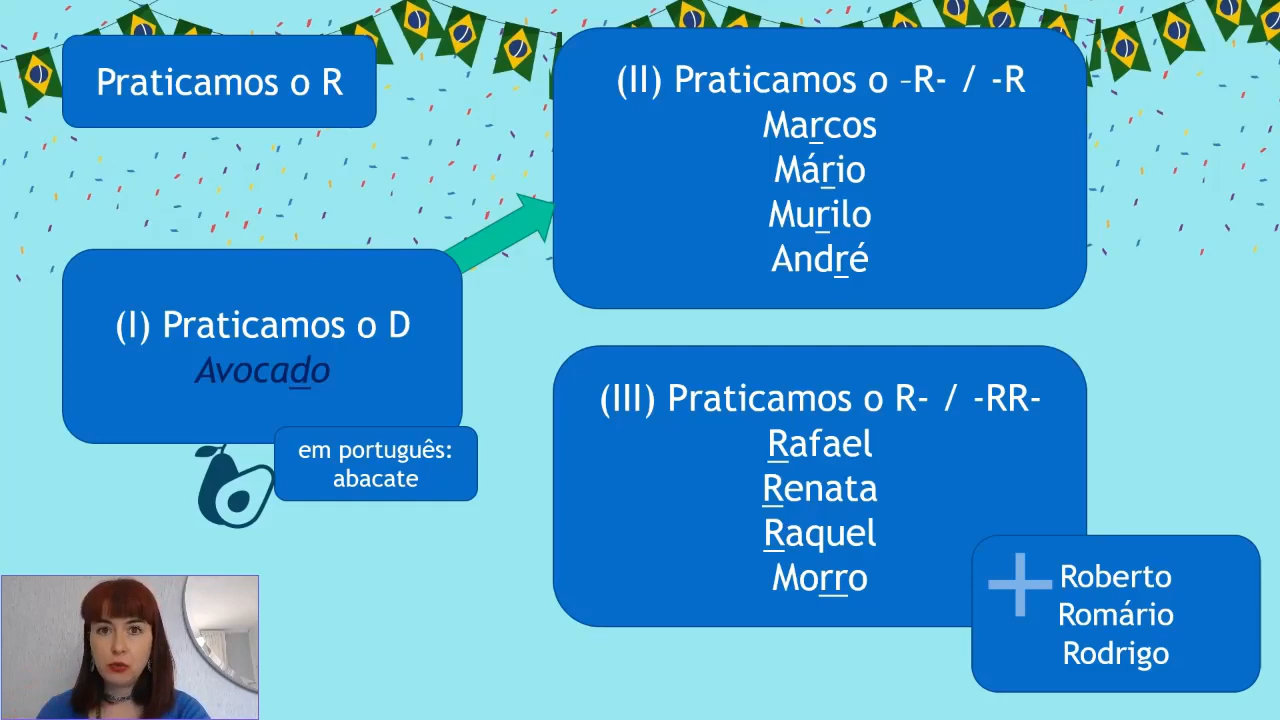 Praticamos o R
(I) Praticamos o D
Avocado
em português:
abacate
(II) Praticamos o –R- / -R
Marcos
Mário
Murilo
André
(III) Praticamos o R- / -RR-
Rafael
Renata
Raquel
Morro
Roberto
Romário
Rodrigo